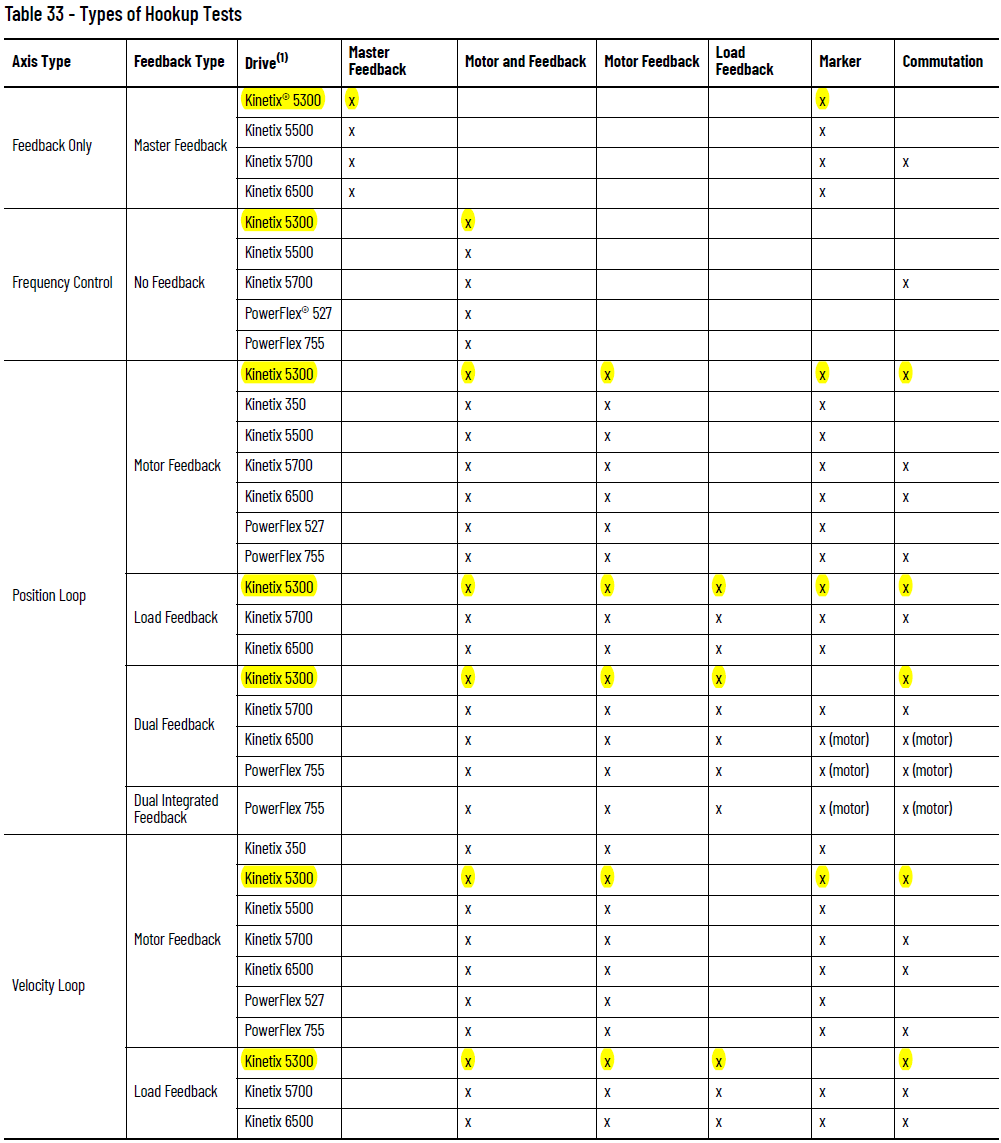 Table 33 - Types of Hookup Tests
Axis Type Feedback Type Drive(1) Master Feedback Motor and Feedback Motor Feedback Load Feedback Marker Commutation
Feedback Only Master Feedback Kinetix® 5300 x x
Kinetix 5500 x x
Kinetix 5700 x x x
Kinetix 6500 x x
Frequency Control No Feedback Kinetix 5300 x
Kinetix 5500 x
Kinetix 5700 x x
PowerFlex® 527 x
PowerFlex 755 x
Position Loop Motor Feedback Kinetix 5300 x x x x
Kinetix 350 x x x
Kinetix 5500 x x x
Kinetix 5700 x x x x
Kinetix 6500 x x x x
PowerFlex 527 x x x
PowerFlex 755 x x x x
Load Feedback Kinetix 5300 x x x x x
Kinetix 5700 x x x x x
Kinetix 6500 x x x x
Dual Feedback Kinetix 5300 x x x x
Kinetix 5700 x x x x x
Kinetix 6500 x x x x (motor) x (motor)
PowerFlex 755 x x x x (motor) x (motor)
Dual Integrated Feedback PowerFlex 755 x x x x (motor) x (motor)
Velocity Loop Motor Feedback Kinetix 350 x x x
Kinetix 5300 x x x x
Kinetix 5500 x x x
Kinetix 5700 x x x x
Kinetix 6500 x x x x
PowerFlex 527 x x x
PowerFlex 755 x x x x
Load Feedback Kinetix 5300 x x x x
Kinetix 5700 x x x x x
Kinetix 6500 x x x x x